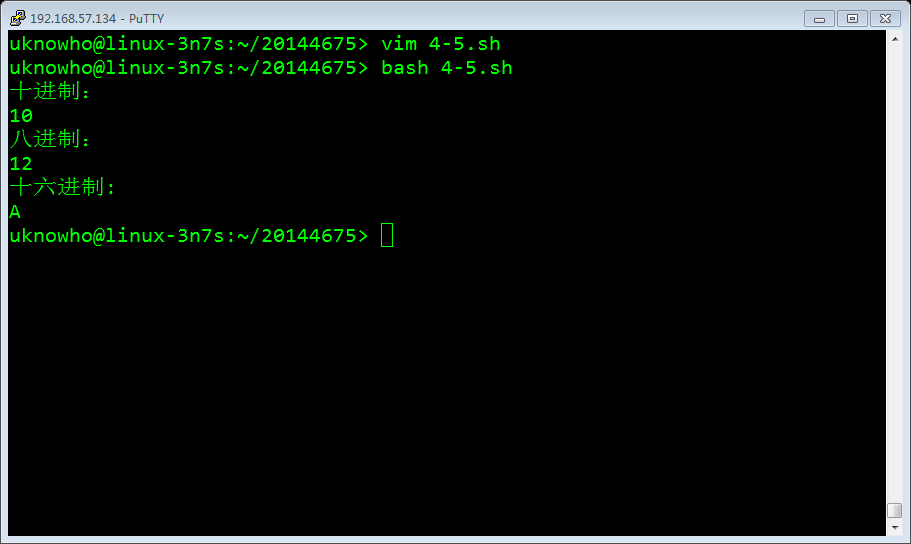 192.168.57.134 - PuTTY
uknowho@linux-3n7s:~/20144675> vim 4-5.sh
uknowho@linux-3n7s:~/20144675> bash 4-5.sh
十进制：
10
八进制：
12
十六进制：
A
uknowho@linux-3n7s:~/20144675>